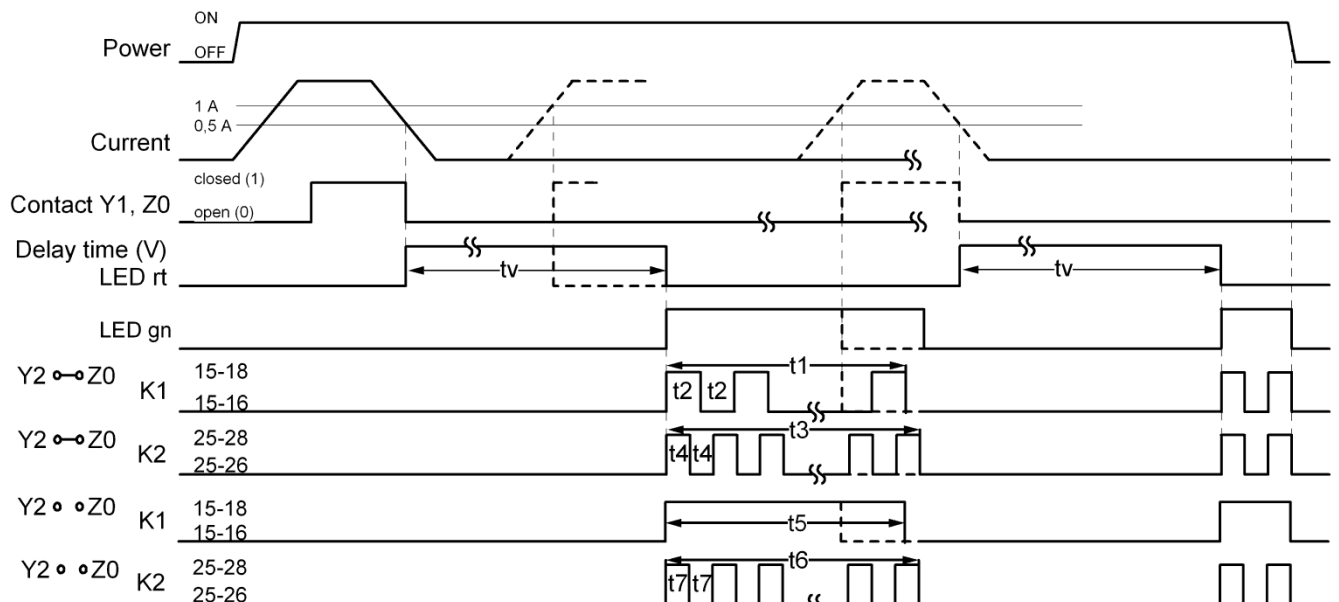 ON
Power
OFF
1 A
0,5 A
Current
closed (1)
Contact Y1, Z0
open (0)
Delay time (V)
LED rt
tv
tv
LED gn
Y2 Z0 K1 15-18
15-16
t1
t2 t2
Y2 Z0 K2 25-28
25-26
t3
t4 t4
Y2 Z0 K1 15-18
15-16
t5
Y2 Z0 K2 25-28
25-26
t6
t7 t7